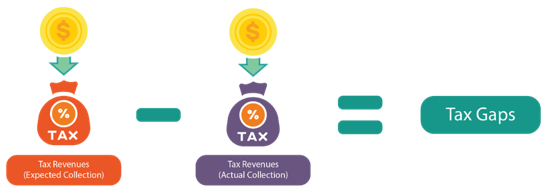 $
$
%
TAX
%
TAX
Tax Gaps
Tax Revenues
(Expected Collection)
Tax Revenues
(Actual Collection)